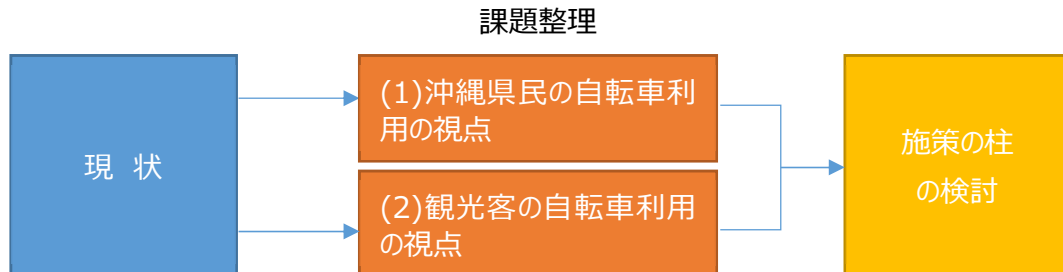 課題整理
現 状
(1)沖縄県民の自転車利
用の視点
(2)観光客の自転車利用
の視点
施策の柱
の検討